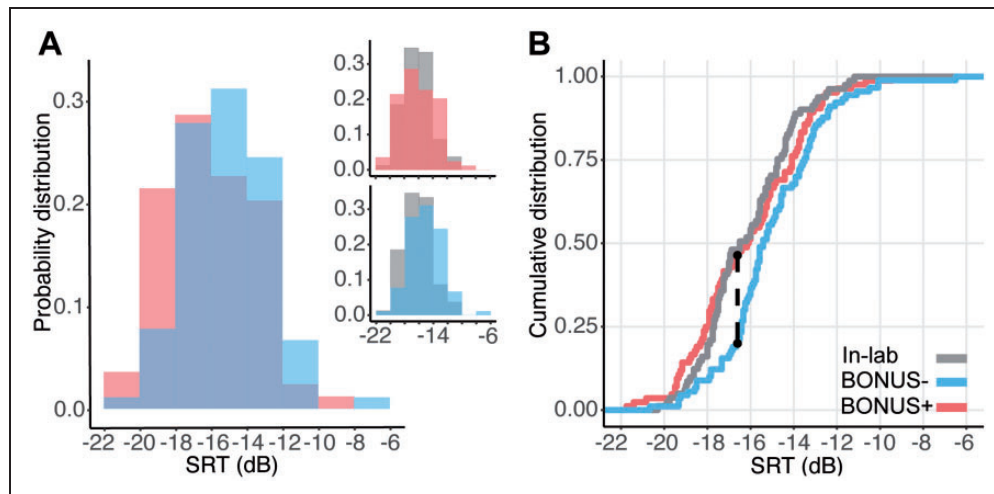 A
Probability distribution
0.3
0.2
0.1
0.0
-22 -20 -18 -16 -14 -12 -10 -8 -6
SRT (dB)
0.3
0.2
0.1
0.0
0.3
0.2
0.1
0.0
-22 -14 -6
B
Cumulative distribution
1.00
0.75
0.50
0.25
0.00
In-lab
BONUS-
BONUS+
-22 -20 -18 -16 -14 -12 -10 -8 -6
SRT (dB)